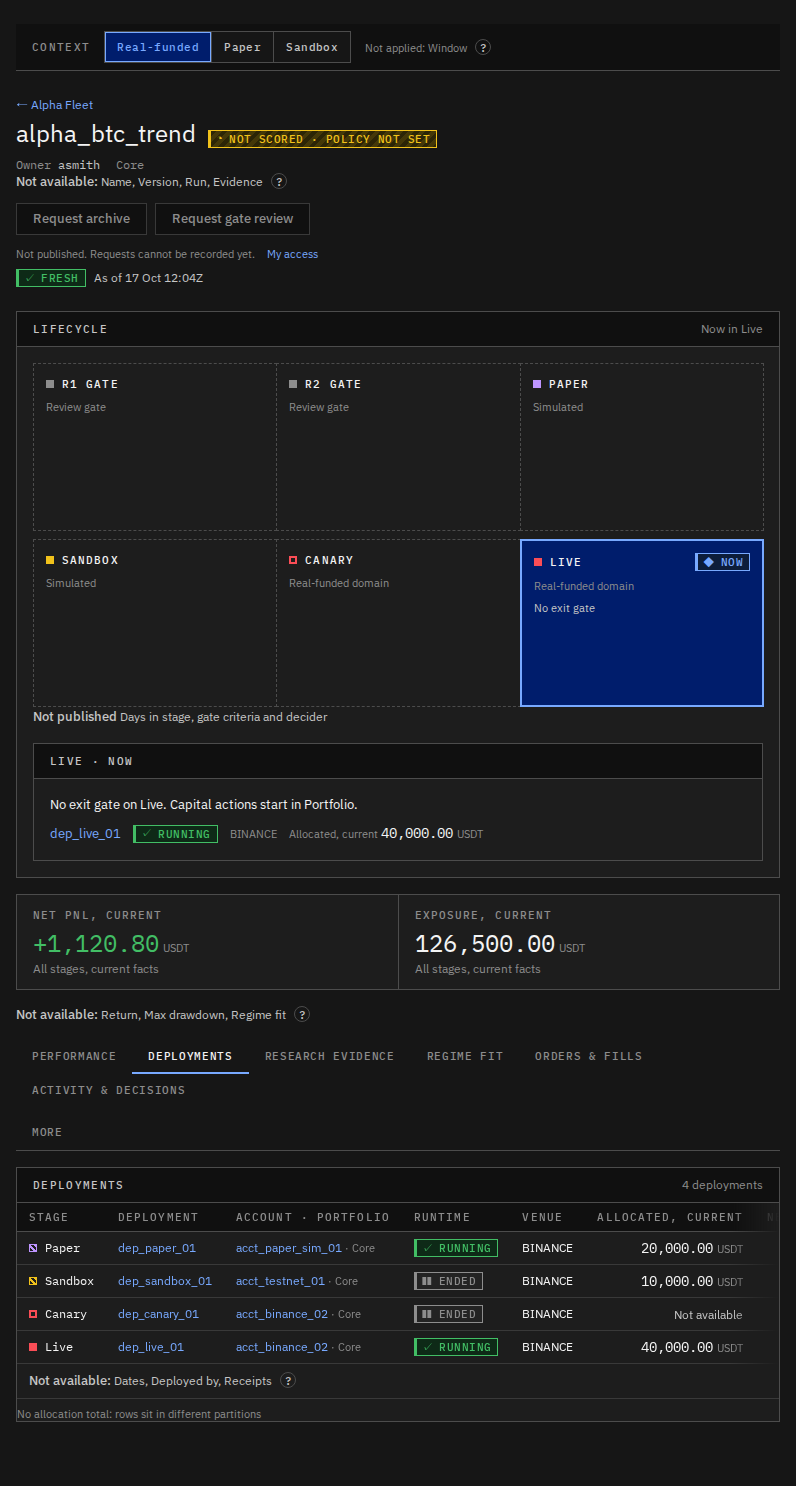 CONTEXT Real-funded Paper Sandbox Not applied: Window ?
← Alpha Fleet
alpha_btc_trend NOT SCORED · POLICY NOT SET
Owner asmith Core
Not available: Name, Version, Run, Evidence ?
Request archive Request gate review
Not published. Requests cannot be recorded yet. My access
✓ FRESH As of 17 Oct 12:04Z
LIFECYCLE Now in Live
R1 GATE R2 GATE PAPER
Review gate Review gate Simulated
SANDBOX CANARY LIVE ◆ NOW
Simulated Real-funded domain Real-funded domain
No exit gate
Not published Days in stage, gate criteria and decider
LIVE · NOW
No exit gate on Live. Capital actions start in Portfolio.
dep_live_01 ✓ RUNNING BINANCE Allocated, current 40,000.00 USDT
NET PNL, CURRENT EXPOSURE, CURRENT
+1,120.80 USDT 126,500.00 USDT
All stages, current facts All stages, current facts
Not available: Return, Max drawdown, Regime fit ?
PERFORMANCE DEPLOYMENTS RESEARCH EVIDENCE REGIME FIT ORDERS & FILLS
ACTIVITY & DECISIONS
MORE
DEPLOYMENTS 4 deployments
STAGE DEPLOYMENT ACCOUNT · PORTFOLIO RUNTIME VENUE ALLOCATED, CURRENT
Paper dep_paper_01 acct_paper_sim_01 · Core ✓ RUNNING BINANCE 20,000.00 USDT
Sandbox dep_sandbox_01 acct_testnet_01 · Core ENDED BINANCE 10,000.00 USDT
Canary dep_canary_01 acct_binance_02 · Core ENDED BINANCE Not available
Live dep_live_01 acct_binance_02 · Core ✓ RUNNING BINANCE 40,000.00 USDT
Not available: Dates, Deployed by, Receipts ?
No allocation total: rows sit in different partitions